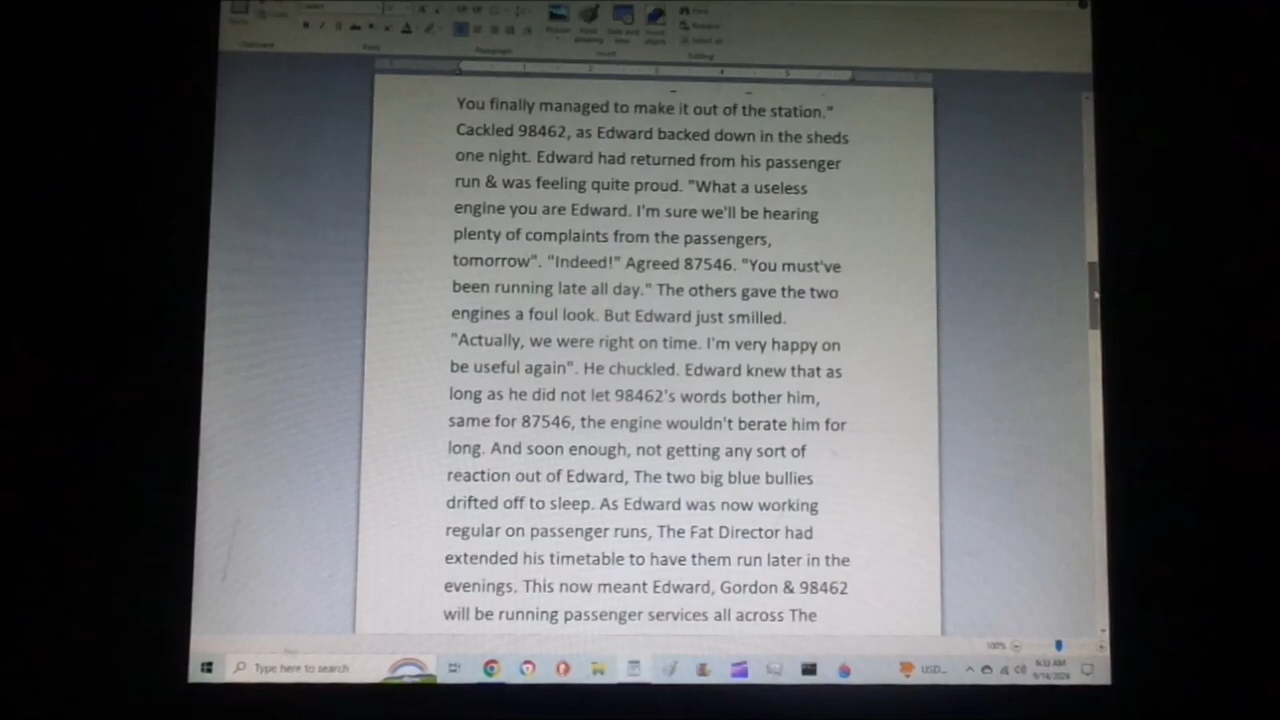 Paragraph
Editing
You finally managed to make it out of the station."
Cackled 98462, as Edward backed down in the sheds
one night. Edward had returned from his passenger
run & was feeling quite proud. "What a useless
engine you are Edward. I'm sure we'll be hearing
plenty of complaints from the passengers,
tomorrow". "Indeed!" Agreed 87546. "You must've
been running late all day." The others gave the two
engines a foul look. But Edward just smilled.
"Actually, we were right on time. I'm very happy on
be useful again". He chuckled. Edward knew that as
long as he did not let 98462's words bother him,
same for 87546, the engine wouldn't berate him for
long. And soon enough, not getting any sort of
reaction out of Edward, The two big blue bullies
drifted off to sleep. As Edward was now working
regular on passenger runs, The Fat Director had
extended his timetable to have them run later in the
evenings. This now meant Edward, Gordon & 98462
will be running passenger services all across The
100%
Type here to search
USD...